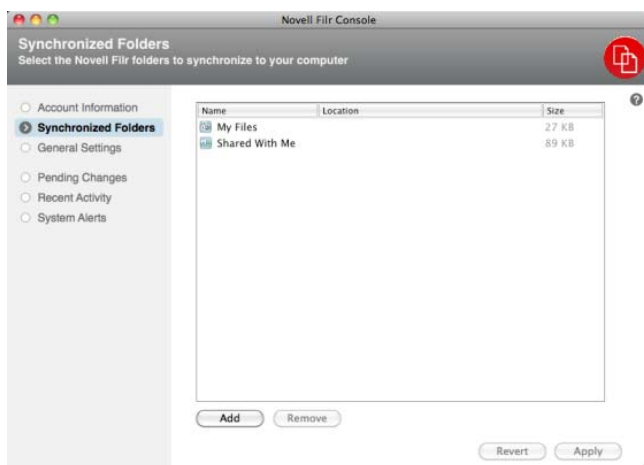 Novell Filr Console
Synchronized Folders
Select the Novell Filr folders to synchronize to your computer
Account Information
Synchronized Folders
General Settings
Pending Changes
Recent Activity
System Alerts
Name Location Size
My Files 27 KB
Shared With Me 89 KB
?
Add Remove
Revert Apply